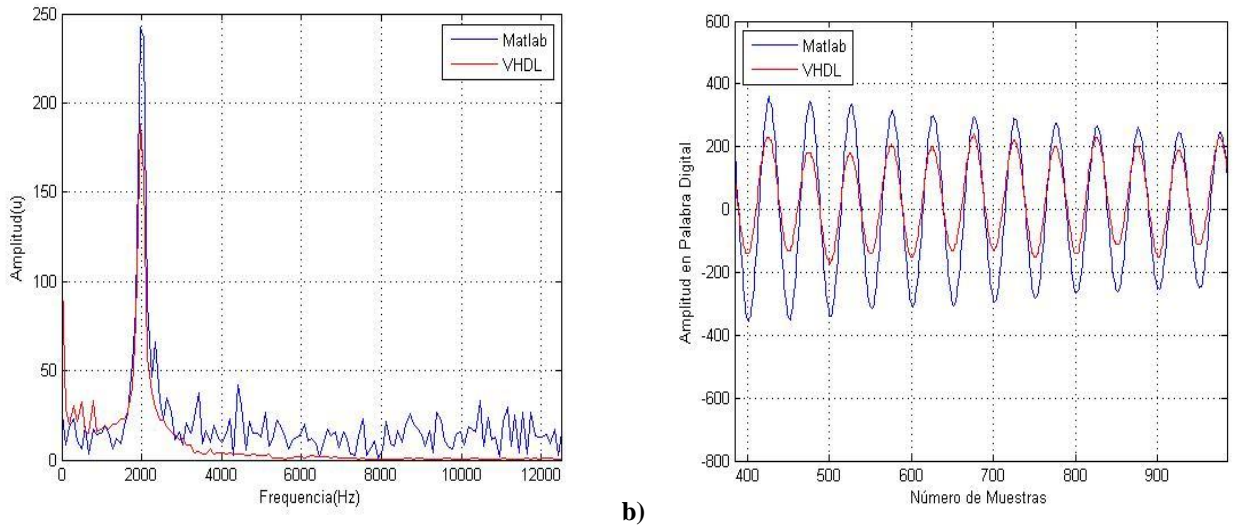 250
200
150
100
50
0
Amplitud(u)
0 2000 4000 6000 8000 10000 12000
Frequencia(Hz)
Matlab
VHDL
b)
600
400
200
0
-200
-400
-600
-800
Amplitud en Palabra Digital
400 500 600 700 800 900
Número de Muestras
Matlab
VHDL